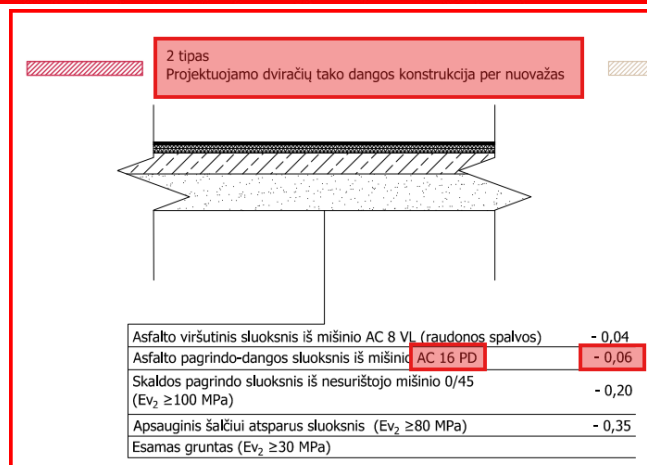 2 tipas
Projektuojamo dviračių tako dangos konstrukcija per nuovažas
Asfalto viršutinis sluoksnis iš mišinio AC 8 VL (raudonos spalvos) - 0,04
Asfalto pagrindo-dangos sluoksnis iš mišinio AC 16 PD - 0,06
Skaldos pagrindo sluoksnis iš nesurištojo mišinio 0/45
(Ev₂ ≥100 MPa) - 0,20
Apsauginis šalčiui atsparus sluoksnis (Ev₂ ≥80 MPa) - 0,35
Esamas gruntas (Ev₂ ≥30 MPa)